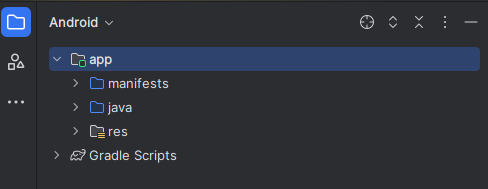 Android
app
manifests
java
res
Gradle Scripts